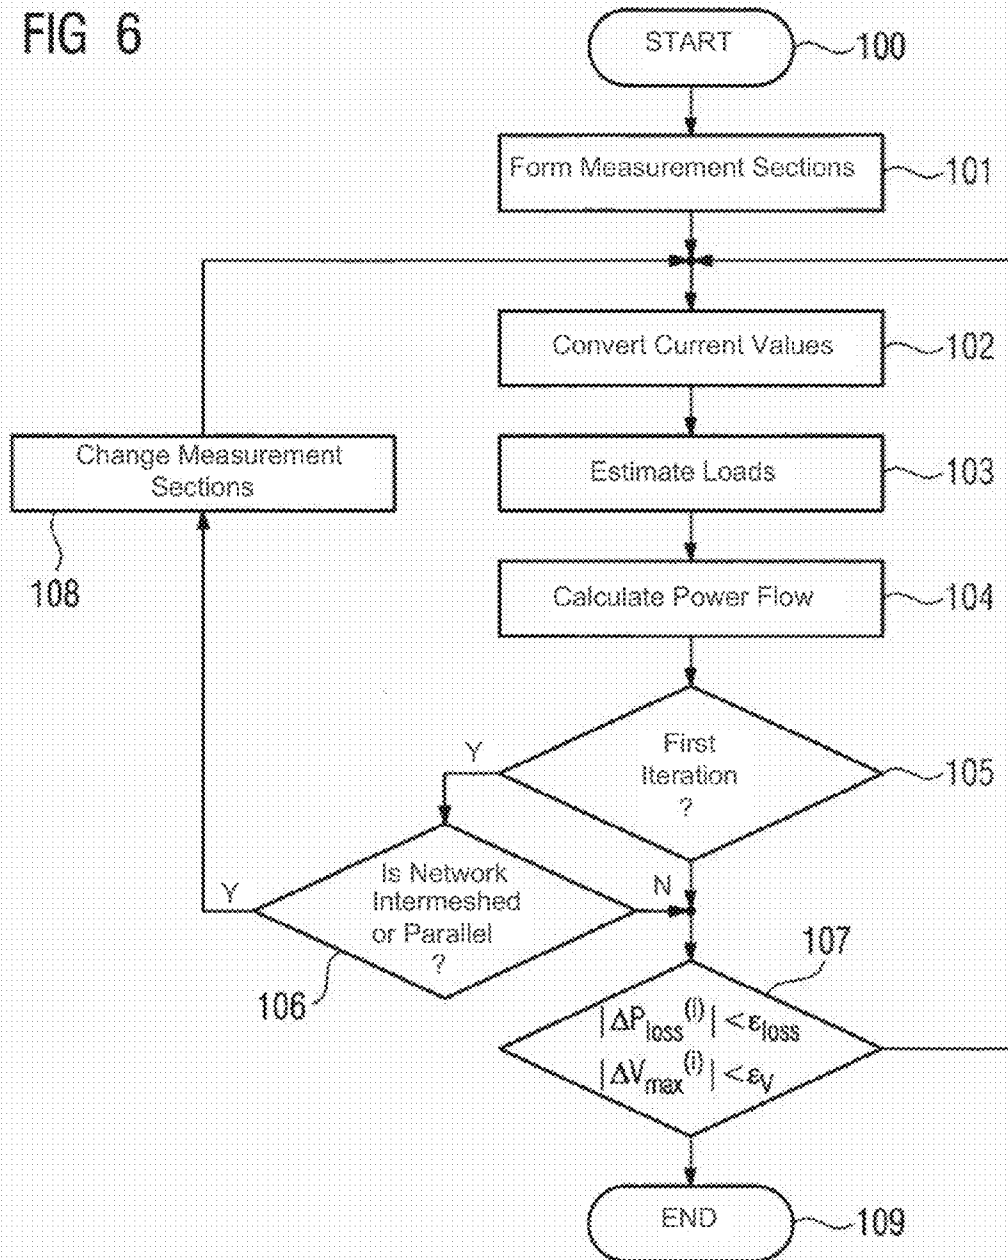 FIG 6
START
100
Form Measurement Sections
101
Convert Current Values
102
Change Measurement
Sections
108
Estimate Loads
103
Calculate Power Flow
104
First
Iteration
?
Y
105
Is Network
Intermeshed
or Parallel
?
Y
N
106
107
|ΔP_loss^(i)| < ε_loss
|ΔV_max^(i)| < ε_V
END
109